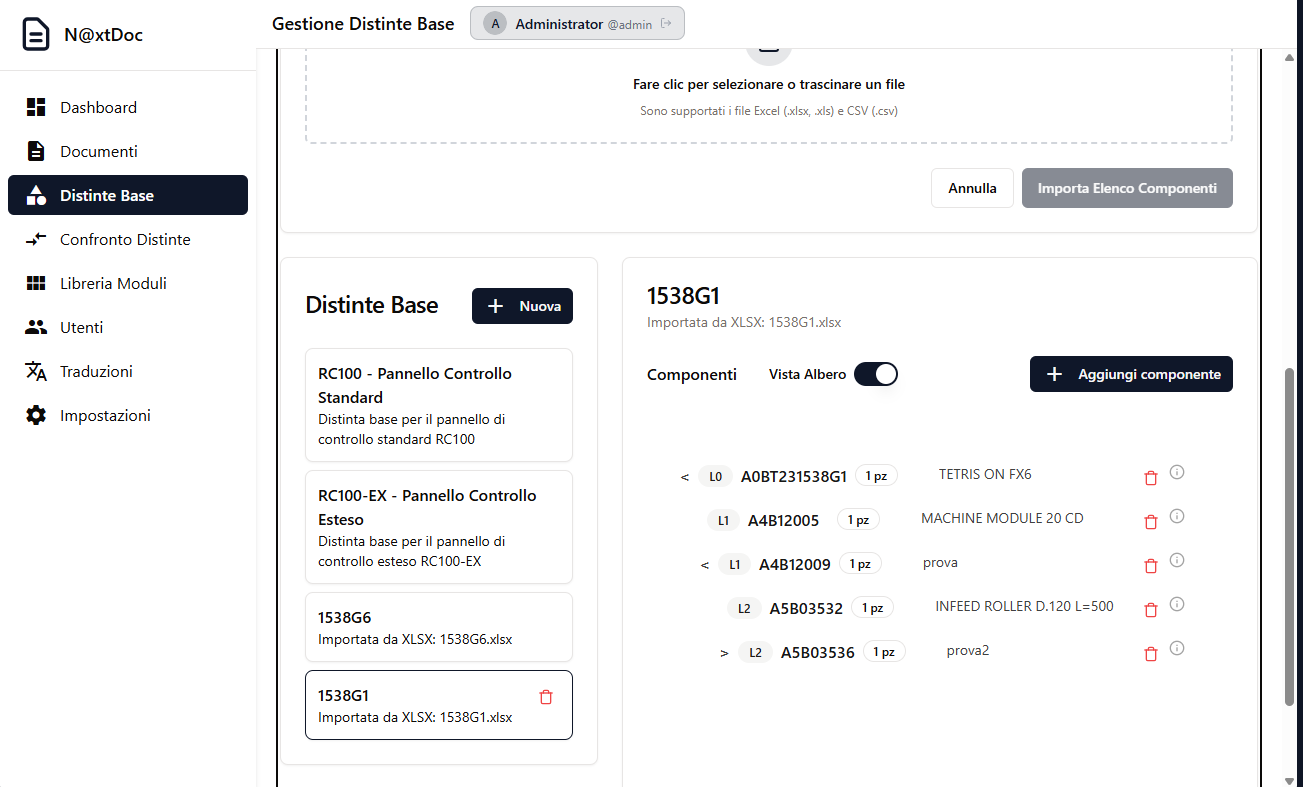 N@xtDoc
Gestione Distinte Base
A Administrator @admin
Dashboard
Documenti
Distinte Base
Confronto Distinte
Libreria Moduli
Utenti
Traduzioni
Impostazioni
Fare clic per selezionare o trascinare un file
Sono supportati i file Excel (.xlsx, .xls) e CSV (.csv)
Annulla
Importa Elenco Componenti
Distinte Base
+ Nuova
RC100 - Pannello Controllo
Standard
Distinta base per il pannello di
controllo standard RC100
RC100-EX - Pannello Controllo
Esteso
Distinta base per il pannello di
controllo esteso RC100-EX
1538G6
Importata da XLSX: 1538G6.xlsx
1538G1
Importata da XLSX: 1538G1.xlsx
1538G1
Importata da XLSX: 1538G1.xlsx
Componenti Vista Albero
+ Aggiungi componente
< L0 A0BT231538G1 1 pz TETRIS ON FX6
L1 A4B12005 1 pz MACHINE MODULE 20 CD
< L1 A4B12009 1 pz prova
L2 A5B03532 1 pz INFEED ROLLER D.120 L=500
> L2 A5B03536 1 pz prova2